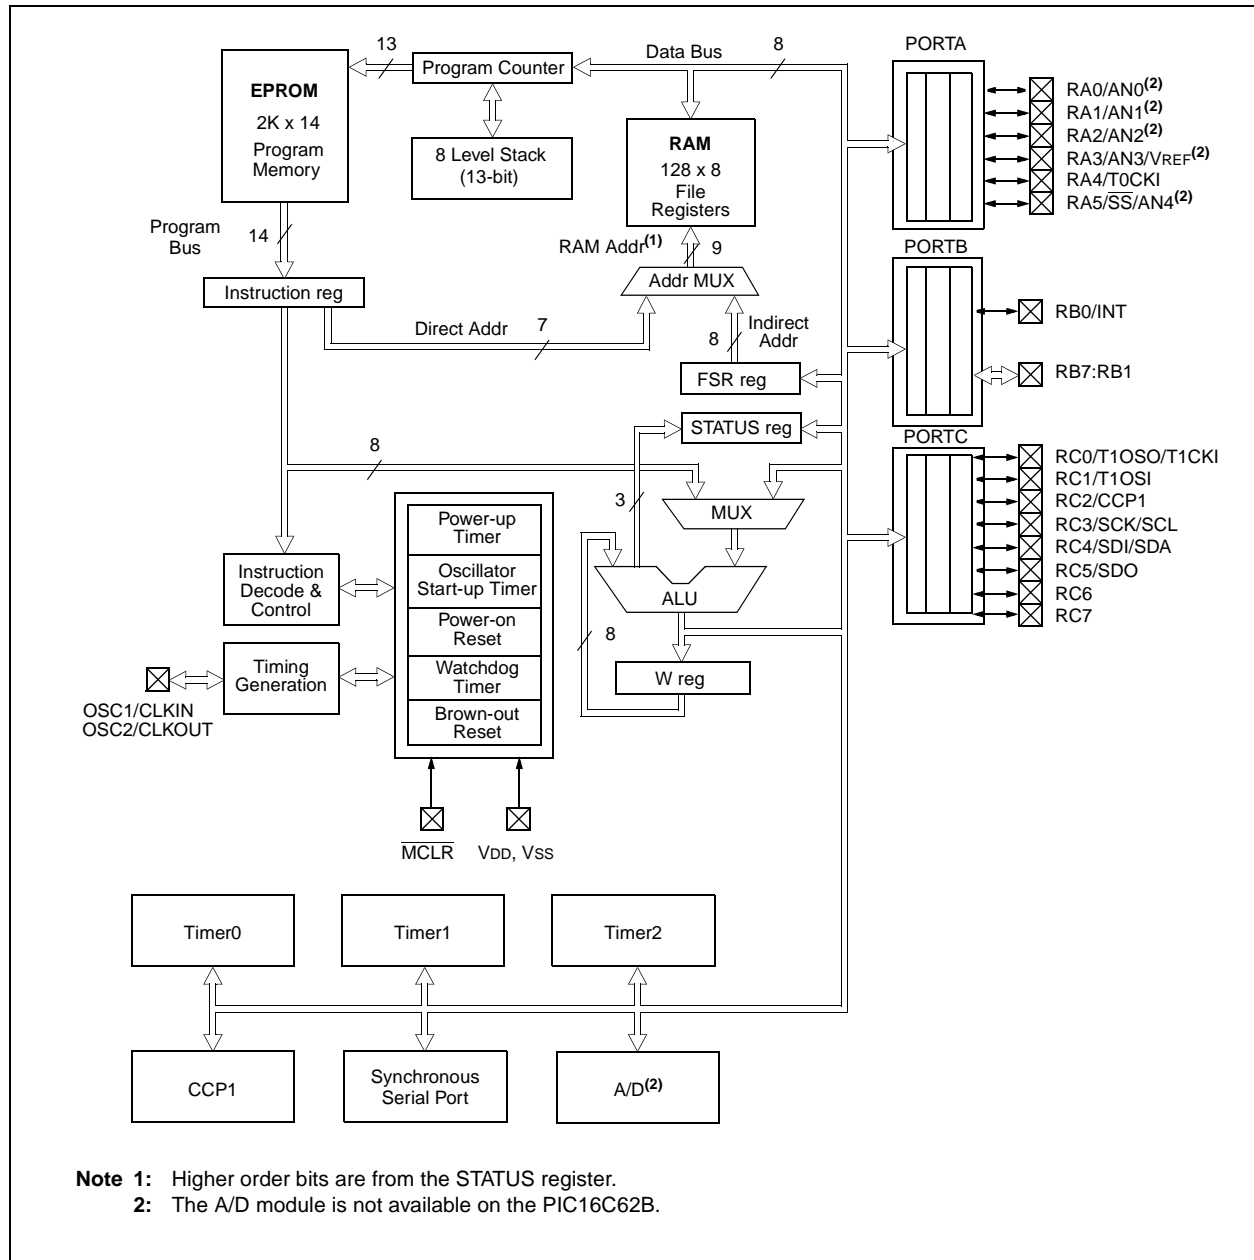 EPROM
2K x 14
Program
Memory
13
Program Counter
Data Bus
8
8 Level Stack
(13-bit)
RAM
128 x 8
File
Registers
Program
Bus
14
RAM Addr(1)
9
Addr MUX
Instruction reg
Direct Addr
7
8
Indirect
Addr
FSR reg
STATUS reg
8
3
MUX
ALU
8
W reg
Power-up
Timer
Oscillator
Start-up Timer
Power-on
Reset
Watchdog
Timer
Brown-out
Reset
Instruction
Decode &
Control
Timing
Generation
OSC1/CLKIN
OSC2/CLKOUT
MCLR
VDD, VSS
PORTA
RA0/AN0(2)
RA1/AN1(2)
RA2/AN2(2)
RA3/AN3/VREF(2)
RA4/T0CKI
RA5/SS/AN4(2)
PORTB
RB0/INT
RB7:RB1
PORTC
RC0/T1OSO/T1CKI
RC1/T1OSI
RC2/CCP1
RC3/SCK/SCL
RC4/SDI/SDA
RC5/SDO
RC6
RC7
Timer0
Timer1
Timer2
CCP1
Synchronous
Serial Port
A/D(2)
Note 1: Higher order bits are from the STATUS register.
2: The A/D module is not available on the PIC16C62B.